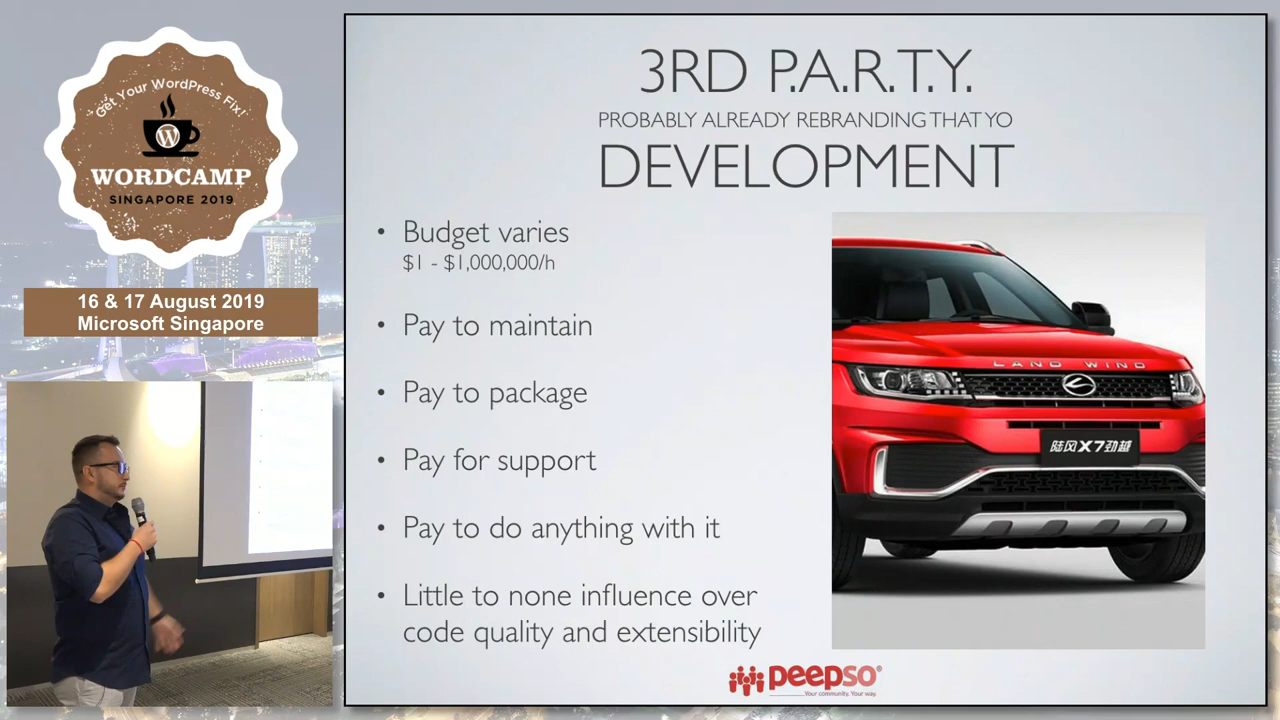 Get Your WordPress Fix!
WORDCAMP
SINGAPORE 2019
16 & 17 August 2019
Microsoft Singapore
3RD P.A.R.T.Y.
PROBABLY ALREADY REBRANDING THAT YO
DEVELOPMENT
• Budget varies
$1 - $1,000,000/h
• Pay to maintain
• Pay to package
• Pay for support
• Pay to do anything with it
• Little to none influence over
code quality and extensibility
LAND WIND
陆风X7劲越
peepso®
Your community. Your way.